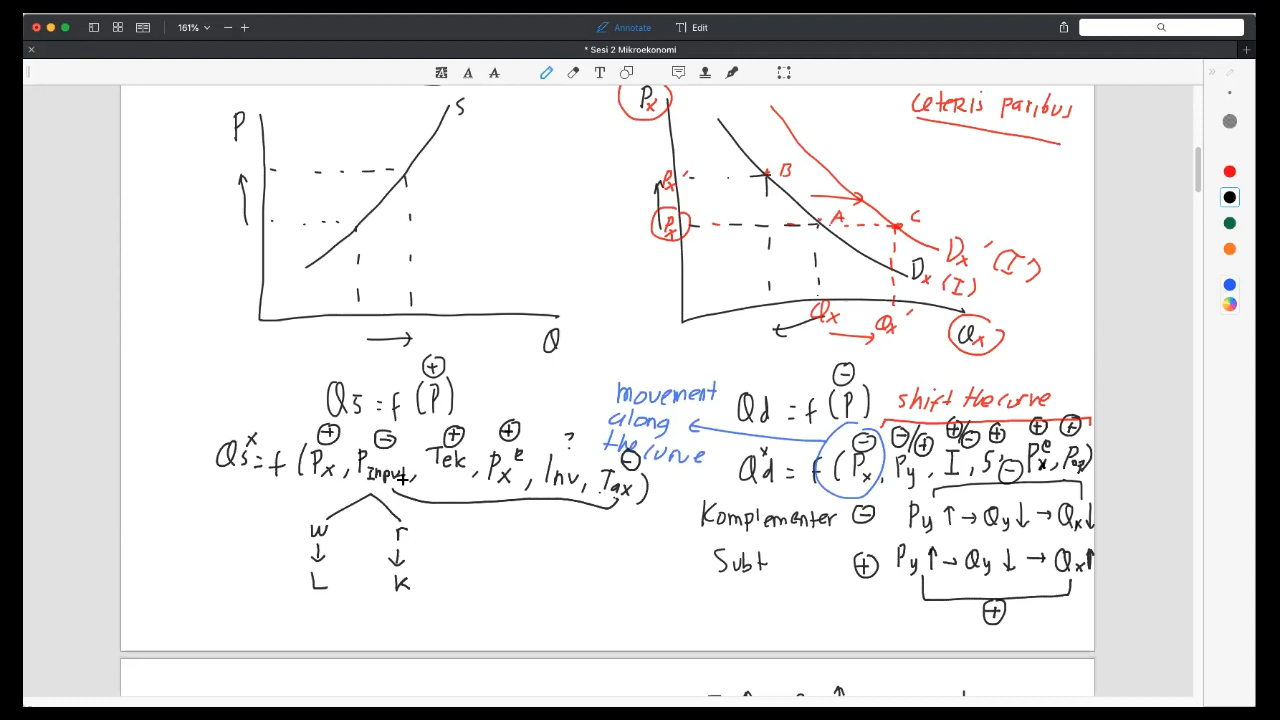 161%
Annotate
Edit
* Sesi 2 Mikroekonomi
P
S
Q
Px
ceteris paribus
Px'
B
Px
A
C
Dx' (I')
Dx (I)
Qx
Qx'
Qx
Qs = f (P)
+
Qsx = f (Px, PInput, Tek, Pxe, Inv, Tax)
+ − + + ? −
w r
L K
movement
along
the curve
Qd = f (P)
−
shift the curve
Qdx = f (Px, Py, I, S, Pxe, Pop)
− −/+ +/− + − + +
Komplementer − Py ↑ → Qy ↓ → Qx ↓
Subt + Py ↑ → Qy ↓ → Qx ↑
+